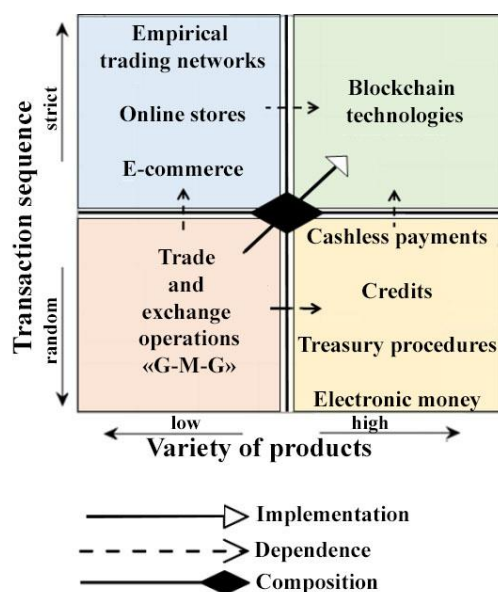 Transaction sequence
strict
random
Empirical
trading networks
Online stores
E-commerce
Blockchain
technologies
Trade
and
exchange
operations
«G-M-G»
Cashless payments
Credits
Treasury procedures
Electronic money
low
high
Variety of products
Implementation
Dependence
Composition